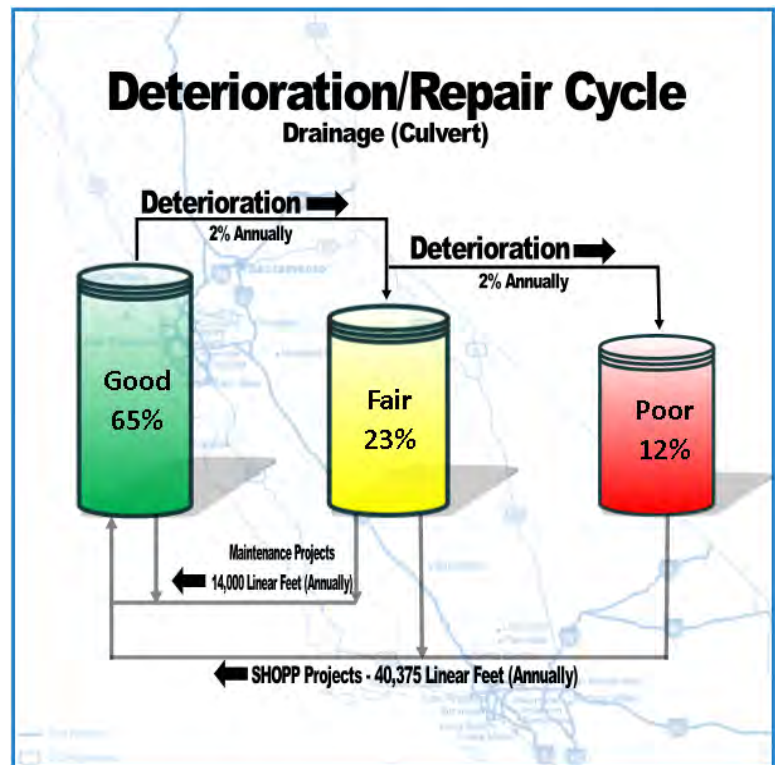 Deterioration/Repair Cycle
Drainage (Culvert)
Deterioration
2% Annually
Deterioration
2% Annually
Good
65%
Fair
23%
Poor
12%
Maintenance Projects
14,000 Linear Feet (Annually)
SHOPP Projects - 40,375 Linear Feet (Annually)